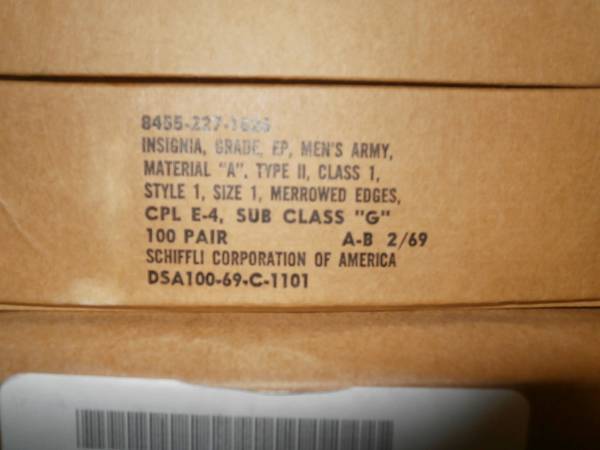 8455-227-1625
INSIGNIA, GRADE, EP, MEN'S ARMY,
MATERIAL "A", TYPE II, CLASS 1,
STYLE 1, SIZE 1, MERROWED EDGES,
CPL E-4, SUB CLASS "G"
100 PAIR A-B 2/69
SCHIFFLI CORPORATION OF AMERICA
DSA100-69-C-1101